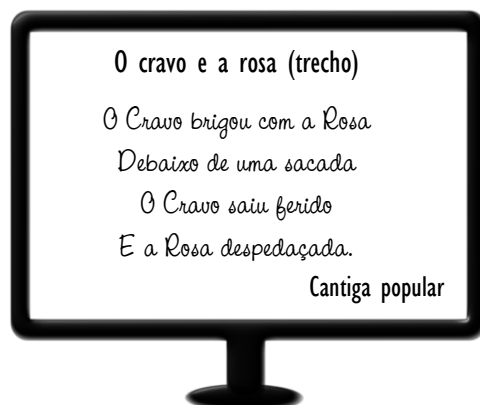 O cravo e a rosa (trecho)
O Cravo brigou com a Rosa
Debaixo de uma sacada
O Cravo saiu ferido
E a Rosa despedaçada.
Cantiga popular